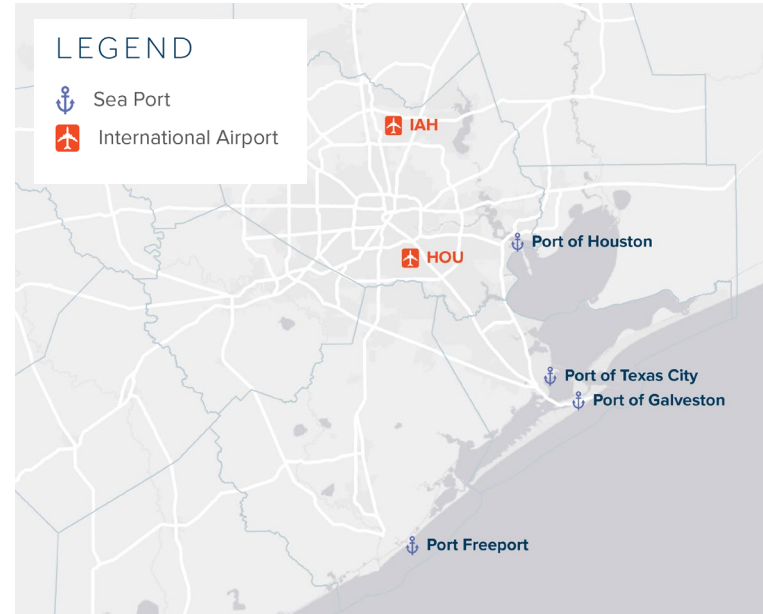 LEGEND
Sea Port
International Airport
IAH
Port of Houston
HOU
Port of Texas City
Port of Galveston
Port Freeport